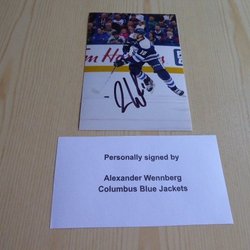 Personally signed by
Alexander Wennberg
Columbus Blue Jackets